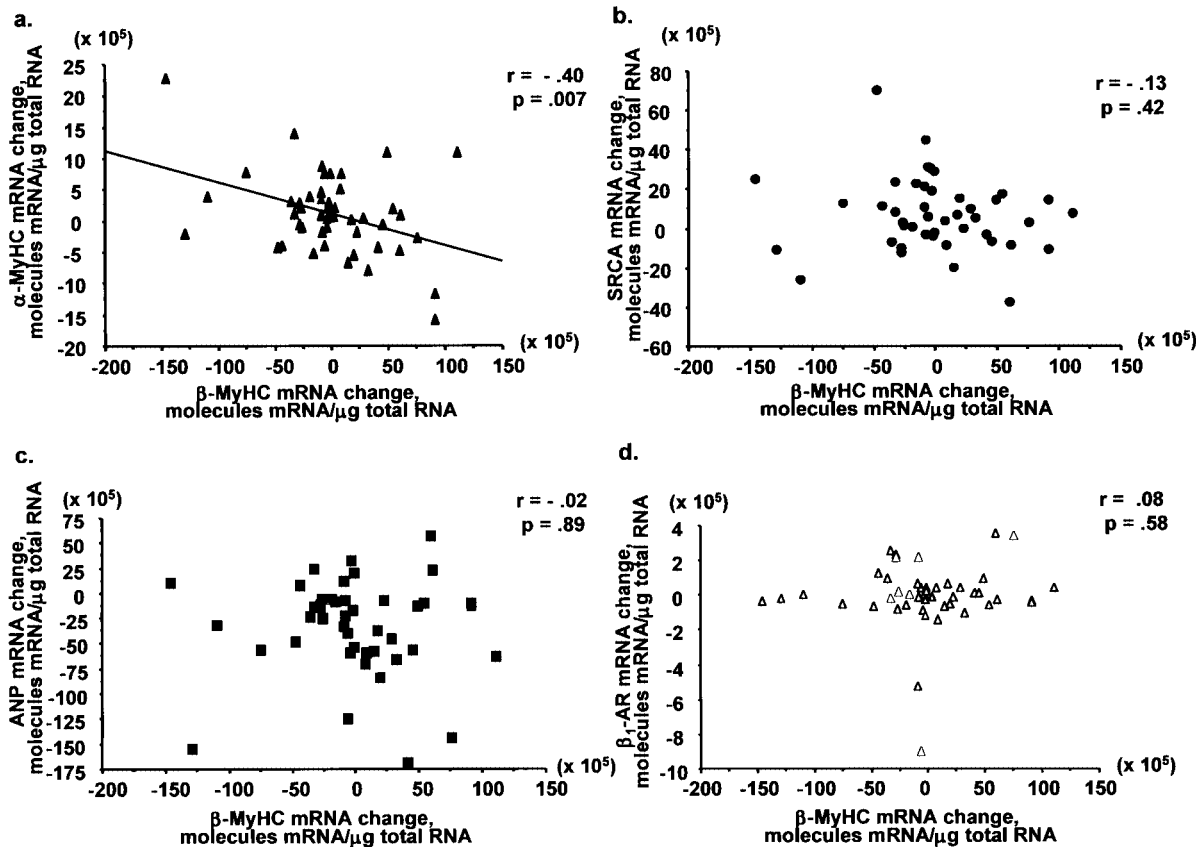 a.
(x 10⁵)
α-MyHC mRNA change,
molecules mRNA/μg total RNA
25
20
15
10
5
0
-5
-10
-15
-20
r = - .40
p = .007
(x 10⁵)
-200 -150 -100 -50 0 50 100 150
β-MyHC mRNA change,
molecules mRNA/μg total RNA
b.
(x 10⁵)
SRCA mRNA change,
molecules mRNA/μg total RNA
80
60
40
20
0
-20
-40
-60
r = - .13
p = .42
(x 10⁵)
-200 -150 -100 -50 0 50 100 150
β-MyHC mRNA change,
molecules mRNA/μg total RNA
c.
(x 10⁵)
ANP mRNA change,
molecules mRNA/μg total RNA
75
50
25
0
-25
-50
-75
-100
-125
-150
-175
r = - .02
p = .89
(x 10⁵)
-200 -150 -100 -50 0 50 100 150
β-MyHC mRNA change,
molecules mRNA/μg total RNA
d.
(x 10⁵)
β₁-AR mRNA change,
molecules mRNA/μg total RNA
4
2
0
-2
-4
-6
-8
-10
r = .08
p = .58
(x 10⁵)
-200 -150 -100 -50 0 50 100 150
β-MyHC mRNA change,
molecules mRNA/μg total RNA